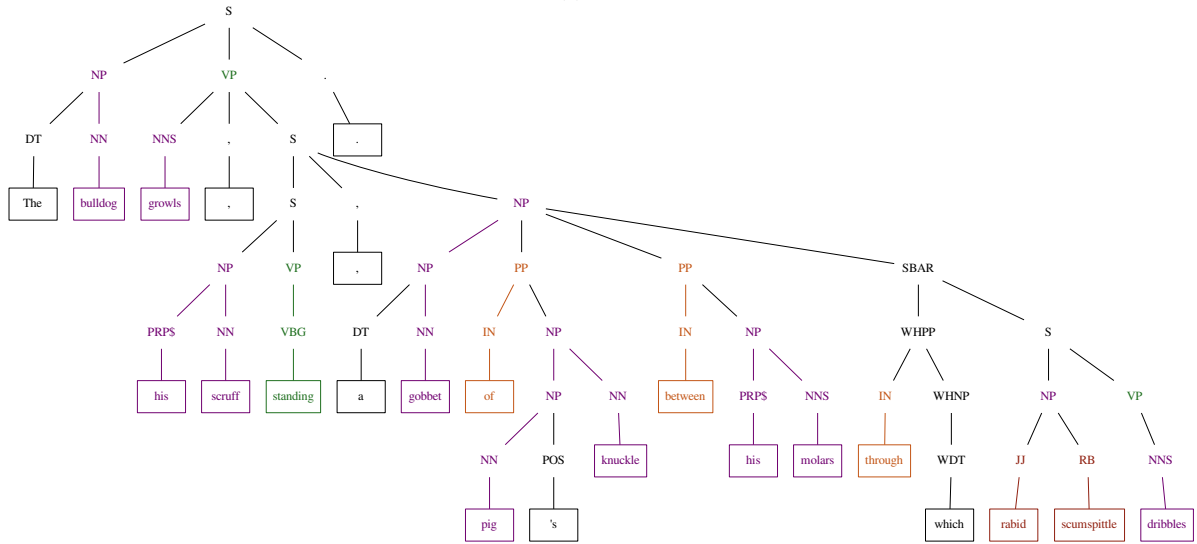 S
NP VP .
DT NN NNS , S .
The bulldog growls , S , NP
NP VP , NP PP PP SBAR
PRP$ NN VBG DT NN IN NP IN NP WHPP S
his scruff standing a gobbet of NP NN between PRP$ NNS IN WHNP NP VP
NN POS knuckle his molars through WDT JJ RB NNS
pig 's which rabid scumspittle dribbles